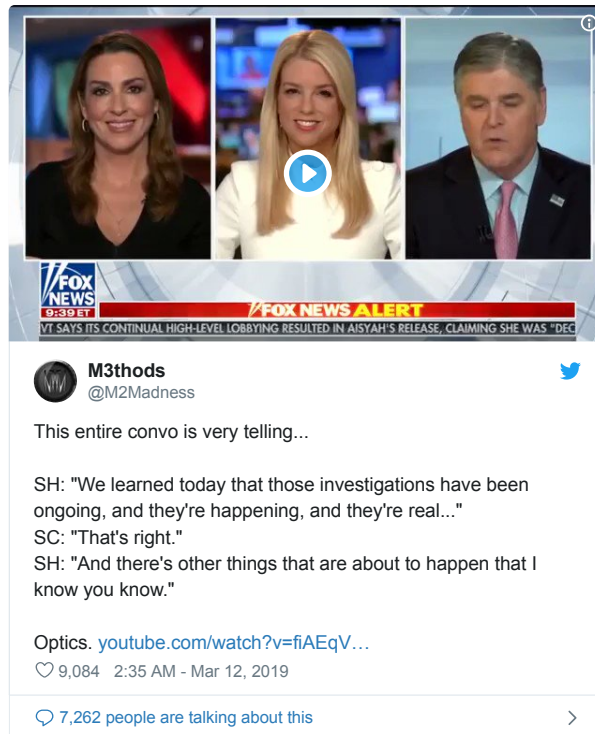 FOX
NEWS
9:39 ET
FOX NEWS ALERT
VT SAYS ITS CONTINUAL HIGH-LEVEL LOBBYING RESULTED IN AISYAH'S RELEASE, CLAIMING SHE WAS "DEC
M3thods
@M2Madness
This entire convo is very telling...
SH: "We learned today that those investigations have been
ongoing, and they're happening, and they're real..."
SC: "That's right."
SH: "And there's other things that are about to happen that I
know you know."
Optics. youtube.com/watch?v=fiAEqV…
9,084 2:35 AM - Mar 12, 2019
7,262 people are talking about this